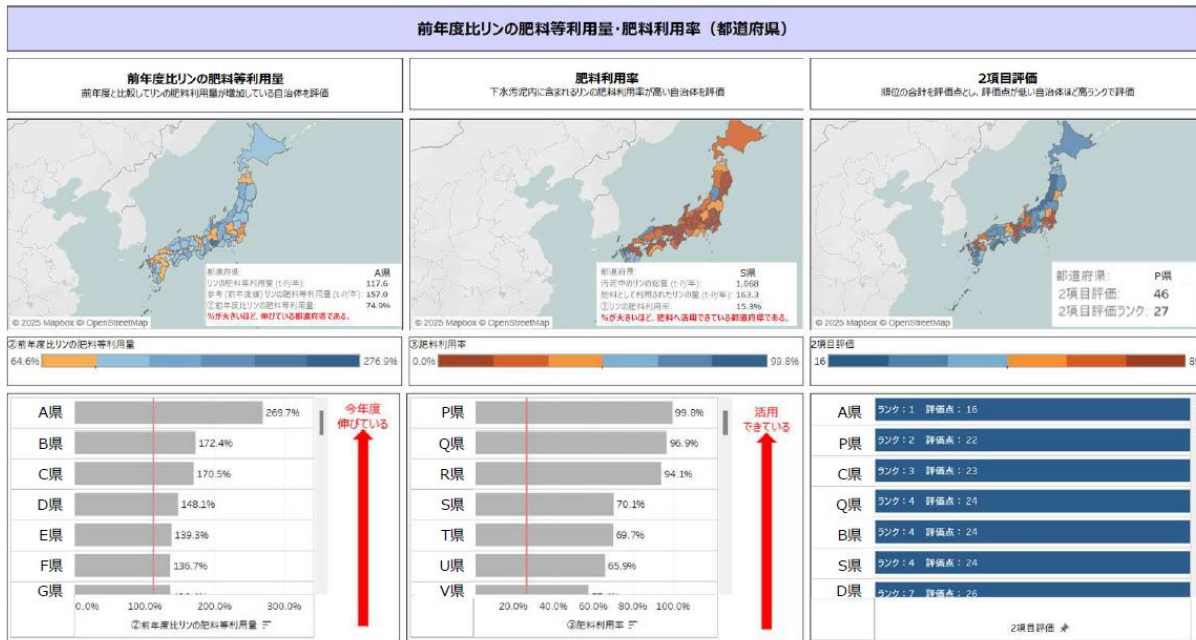 前年度比リンの肥料等利用量・肥料利用率（都道府県）
前年度比リンの肥料等利用量
前年度と比較してリンの肥料利用量が増加している自治体を評価
都道府県: A県
リンの肥料等利用量 (t-P/年): 117.6
参考 (前年度値) リンの肥料等利用量 (t-P/年): 157.0
②前年度比リンの肥料等利用量: 74.9%
%が大きいほど、伸びている都道府県である。
© 2025 Mapbox © OpenStreetMap
②前年度比リンの肥料等利用量
64.6% 276.9%
A県 269.7%
B県 172.4%
C県 170.5%
D県 148.1%
E県 139.3%
F県 136.7%
G県
今年度
伸びている
0.0% 100.0% 200.0% 300.0%
②前年度比リンの肥料等利用量
肥料利用率
下水汚泥内に含まれるリンの肥料利用率が高い自治体を評価
都道府県: S県
汚泥中のリンの総量 (t-P/年): 1,068
肥料として利用されたリンの量 (t-P/年): 163.3
③リンの肥料利用率: 15.3%
%が大きいほど、肥料へ活用できている都道府県である。
© 2025 Mapbox © OpenStreetMap
③肥料利用率
0.0% 99.8%
P県 99.8%
Q県 96.9%
R県 94.1%
S県 70.1%
T県 69.7%
U県 65.9%
V県
活用
できている
20.0% 40.0% 60.0% 80.0% 100.0%
③肥料利用率
2項目評価
順位の合計を評価点とし、評価点が低い自治体ほど高ランクで評価
都道府県: P県
2項目評価: 46
2項目評価ランク: 27
© 2025 Mapbox © OpenStreetMap
2項目評価
16
A県 ランク：1 評価点：16
P県 ランク：2 評価点：22
C県 ランク：3 評価点：23
Q県 ランク：4 評価点：24
B県 ランク：4 評価点：24
S県 ランク：4 評価点：24
D県 ランク：7 評価点：26
2項目評価